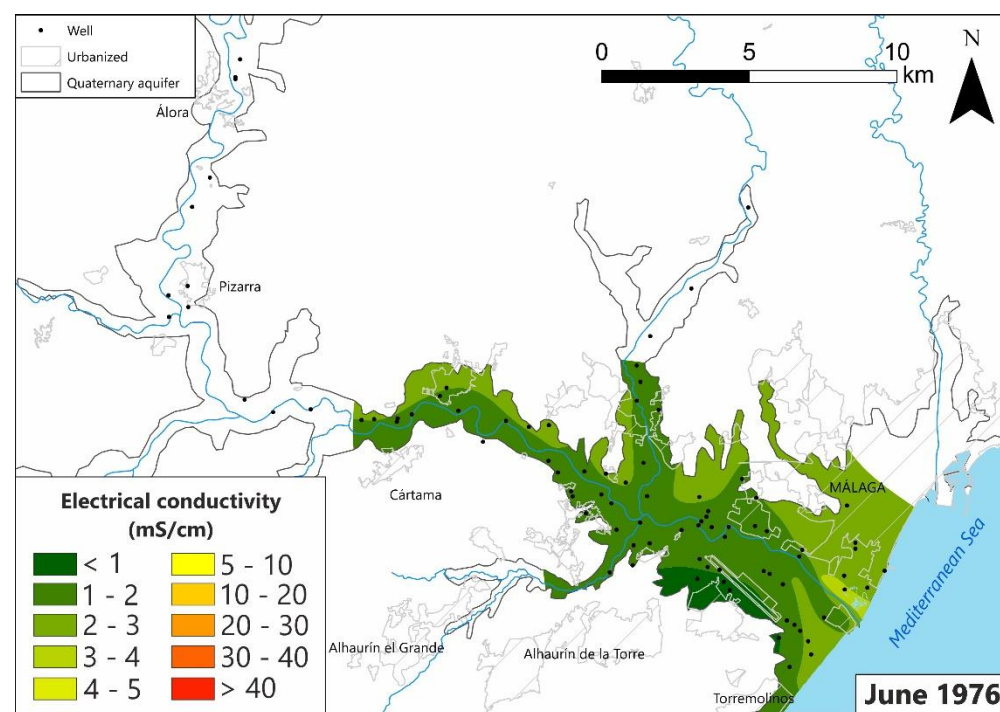 Well
Urbanized
Quaternary aquifer
0 5 10
km
N
Álora
Pizarra
Cártama
MÁLAGA
Mediterranean Sea
Alhaurín el Grande
Alhaurín de la Torre
Torremolinos
Electrical conductivity
(mS/cm)
< 1
1 - 2
2 - 3
3 - 4
4 - 5
5 - 10
10 - 20
20 - 30
30 - 40
> 40
June 1976